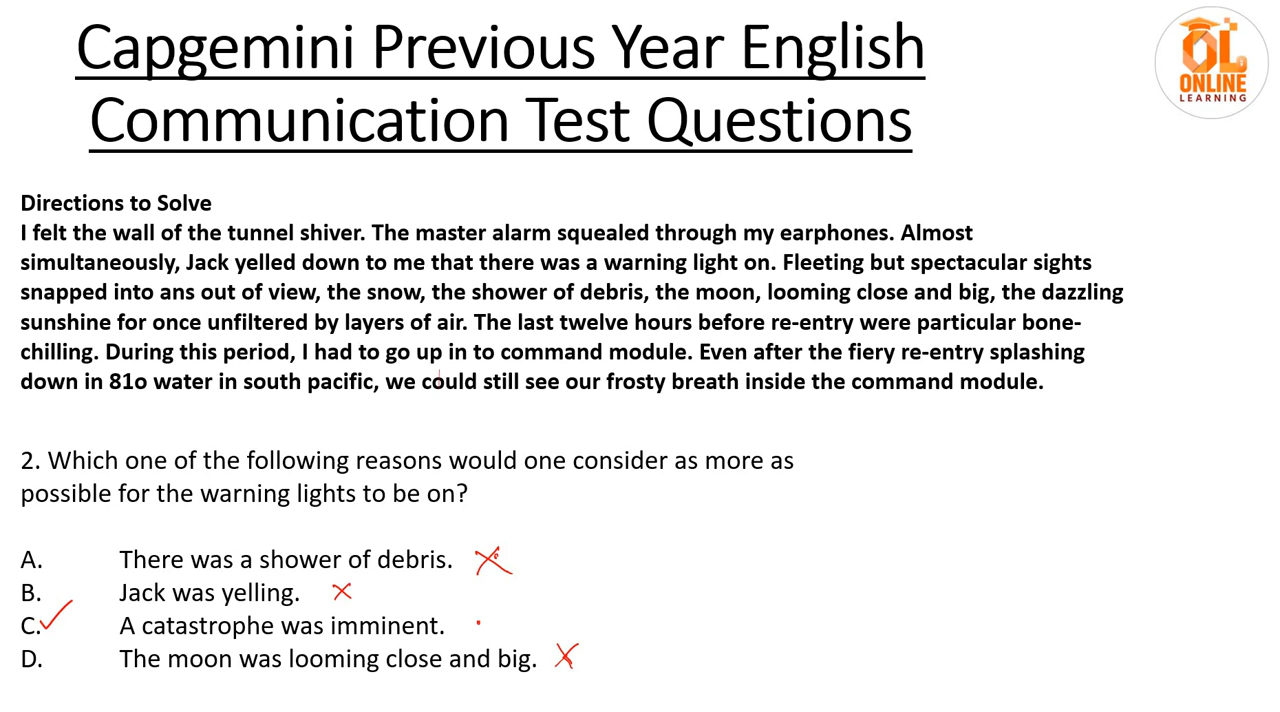 Capgemini Previous Year English
Communication Test Questions
OL
ONLINE
LEARNING
Directions to Solve
I felt the wall of the tunnel shiver. The master alarm squealed through my earphones. Almost
simultaneously, Jack yelled down to me that there was a warning light on. Fleeting but spectacular sights
snapped into ans out of view, the snow, the shower of debris, the moon, looming close and big, the dazzling
sunshine for once unfiltered by layers of air. The last twelve hours before re-entry were particular bone-
chilling. During this period, I had to go up in to command module. Even after the fiery re-entry splashing
down in 81o water in south pacific, we could still see our frosty breath inside the command module.
2. Which one of the following reasons would one consider as more as
possible for the warning lights to be on?
A. There was a shower of debris.
B. Jack was yelling.
C. A catastrophe was imminent.
D. The moon was looming close and big.